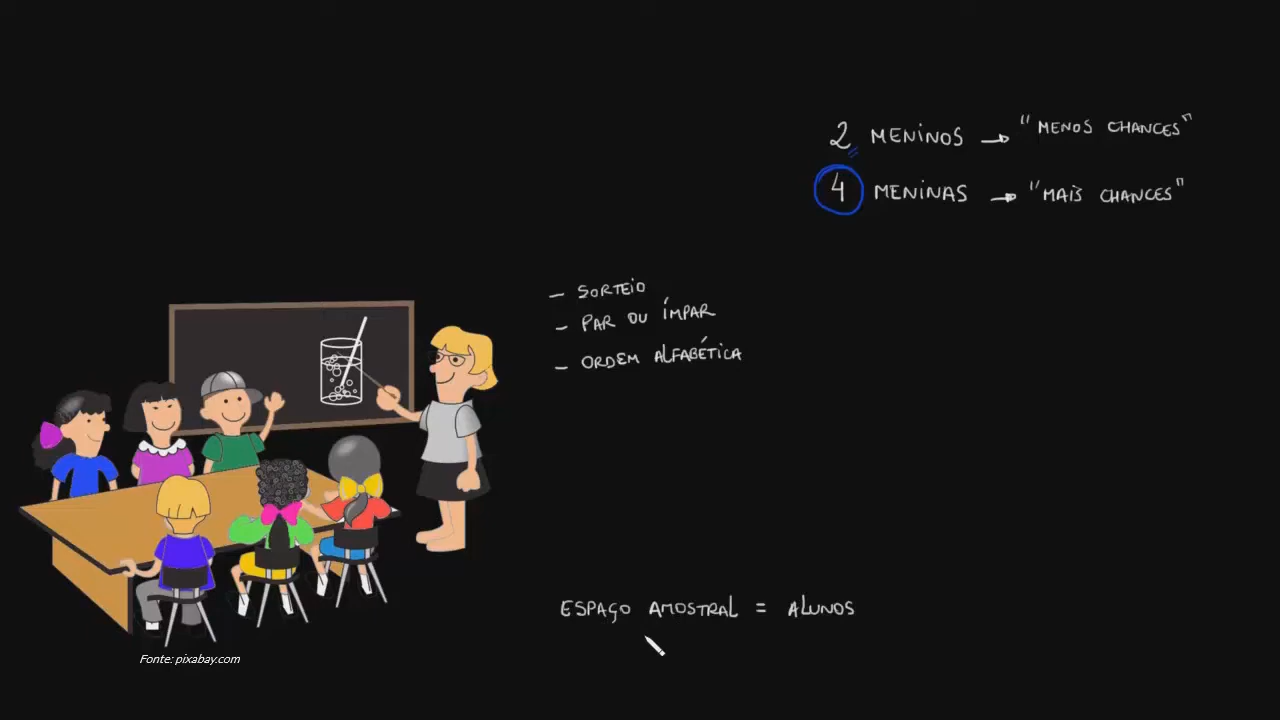 2 MENINOS → "MENOS CHANCES"
4 MENINAS → "MAIS CHANCES"
- SORTEIO
- PAR OU ÍMPAR
- ORDEM ALFABÉTICA
ESPAÇO AMOSTRAL = ALUNOS
Fonte: pixabay.com